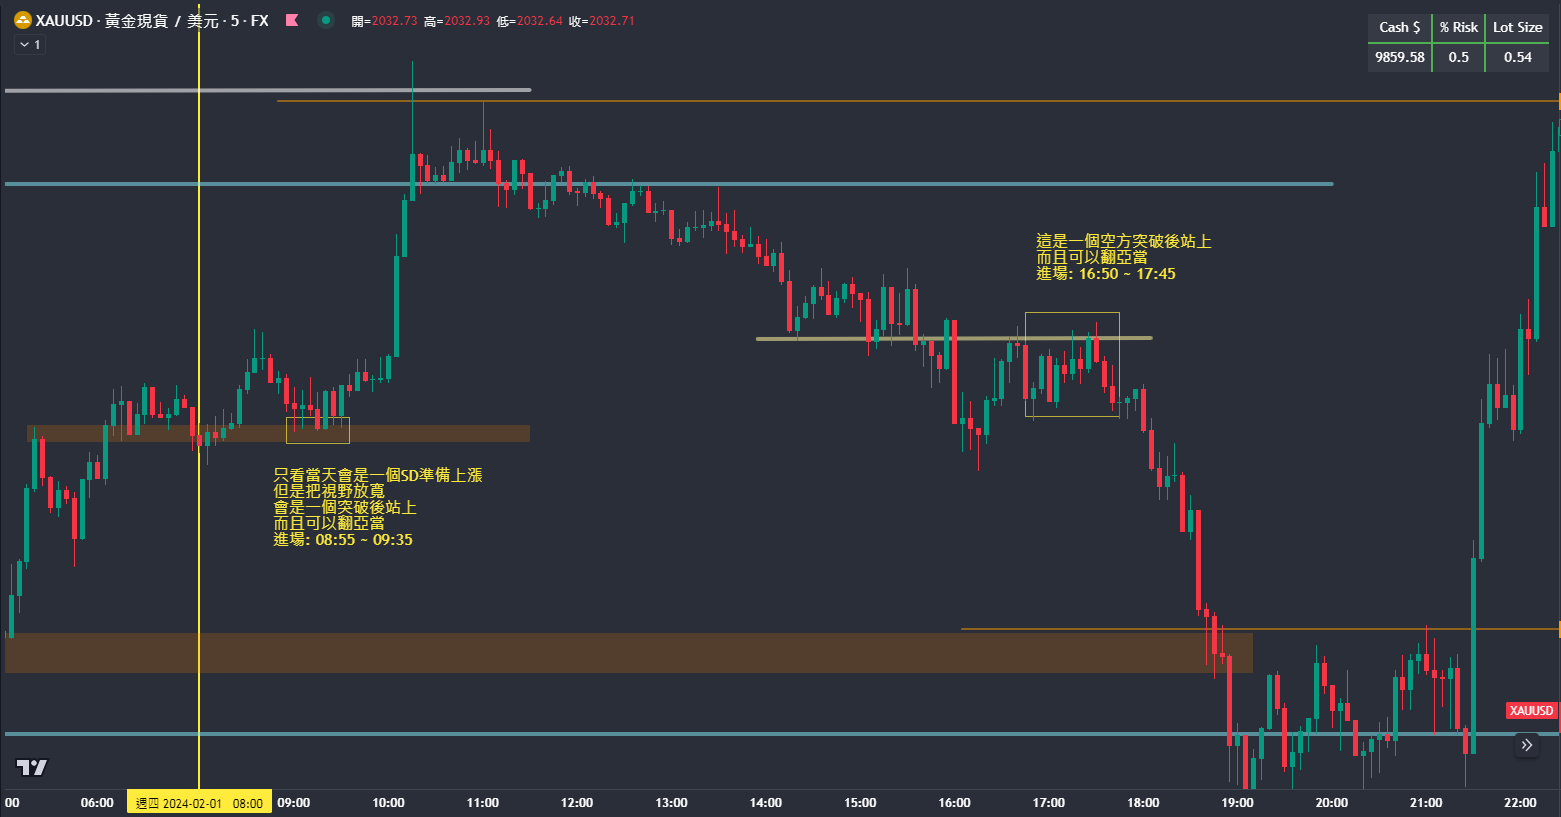 XAUUSD · 黃金現貨 / 美元 · 5 · FX 開=2032.73 高=2032.93 低=2032.64 收=2032.71
1
Cash $ % Risk Lot Size
9859.58 0.5 0.54
這是一個空方突破後站上
而且可以翻亞當
進場: 16:50 ~ 17:45
只看當天會是一個SD準備上漲
但是把視野放寬
會是一個突破後站上
而且可以翻亞當
進場: 08:55 ~ 09:35
XAUUSD
00 06:00 週四 2024-02-01 08:00 09:00 10:00 11:00 12:00 13:00 14:00 15:00 16:00 17:00 18:00 19:00 20:00 21:00 22:00